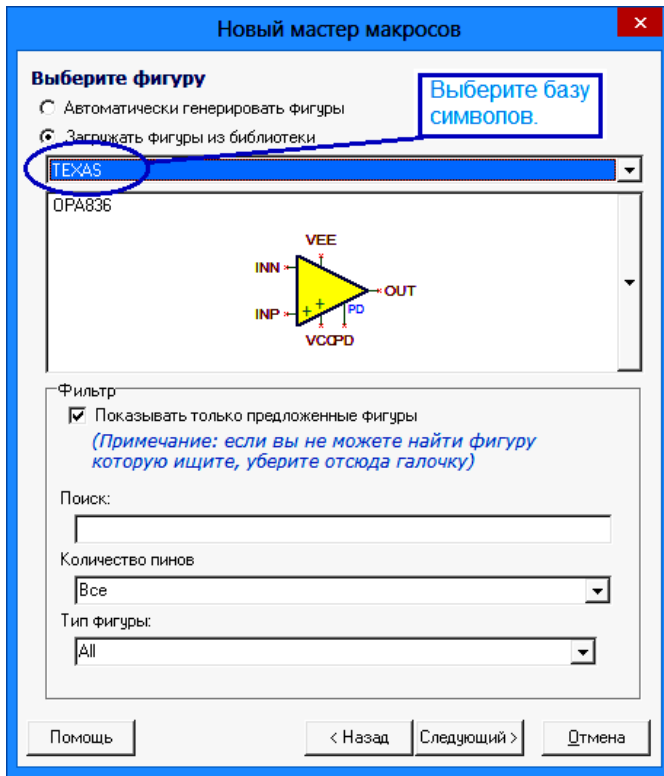 Новый мастер макросов
Выберите фигуру
Автоматически генерировать фигуры
Загружать фигуры из библиотеки
Выберите базу
символов.
TEXAS
OPA836
VEE
INN
OUT
INP
PD
VCCPD
Фильтр
Показывать только предложенные фигуры
(Примечание: если вы не можете найти фигуру
которую ищите, уберите отсюда галочку)
Поиск:
Количество пинов
Все
Тип фигуры:
All
Помощь
< Назад
Следующий >
Отмена